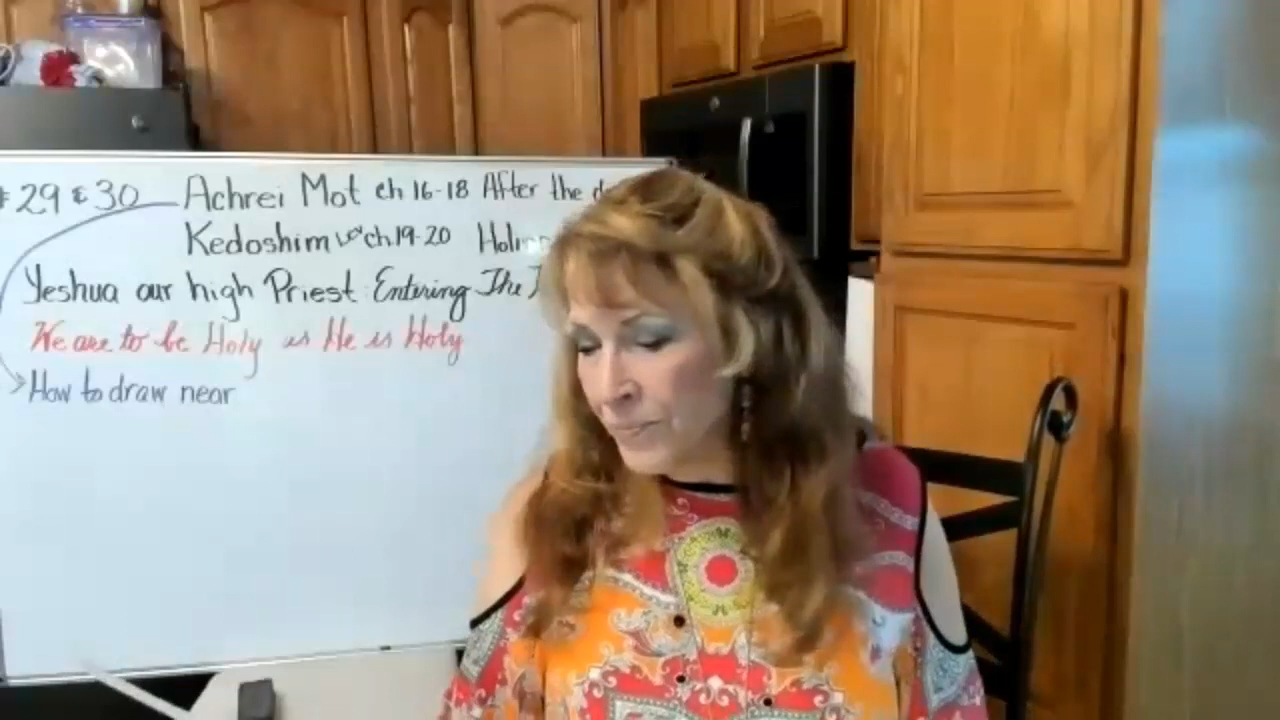 #29 & 30 Achrei Mot ch 16-18 After the
Kedoshim Lev ch.19-20
Yeshua our high Priest Entering The
We are to be Holy as He is Holy
How to draw near